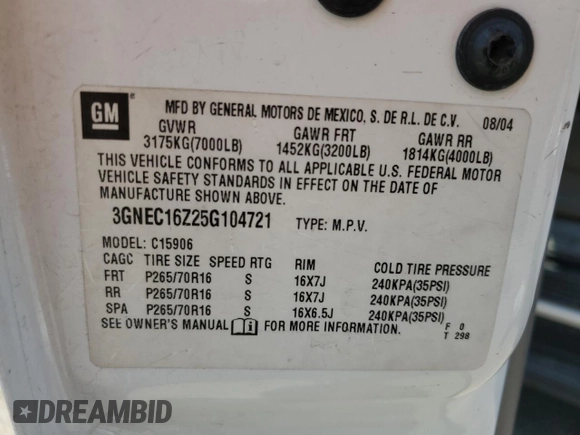 GM
®
MFD BY GENERAL MOTORS DE MEXICO, S. DE R.L. DE C.V. 08/04
GVWR GAWR FRT GAWR RR
3175KG(7000LB) 1452KG(3200LB) 1814KG(4000LB)
THIS VEHICLE CONFORMS TO ALL APPLICABLE U.S. FEDERAL MOTOR
VEHICLE SAFETY STANDARDS IN EFFECT ON THE DATE OF
MANUFACTURE SHOWN ABOVE.
3GNEC16Z25G104721 TYPE: M.P.V.
MODEL: C15906
CAGC TIRE SIZE SPEED RTG RIM COLD TIRE PRESSURE
FRT P265/70R16 S 16X7J 240KPA(35PSI)
RR P265/70R16 S 16X7J 240KPA(35PSI)
SPA P265/70R16 S 16X6.5J 240KPA(35PSI)
SEE OWNER'S MANUAL i FOR MORE INFORMATION. F 0
T 298
DREAMBID